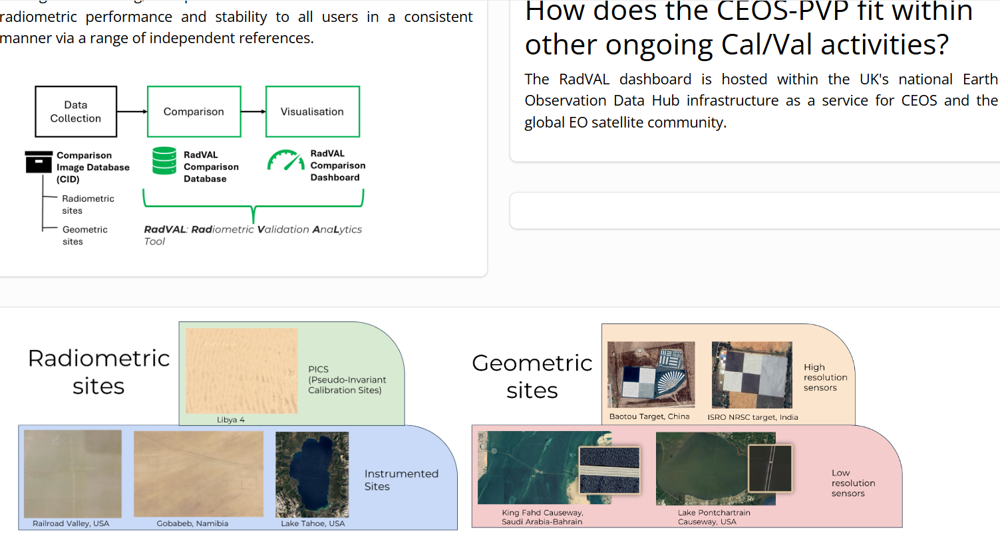 radiometric performance and stability to all users in a consistent
manner via a range of independent references.
Data
Collection
Comparison
Visualisation
Comparison
Image Database
(CID)
Radiometric
sites
Geometric
sites
RadVAL
Comparison
Database
RadVAL
Comparison
Dashboard
RadVAL: Radiometric Validation AnaLytics
Tool
How does the CEOS-PVP fit within
other ongoing Cal/Val activities?
The RadVAL dashboard is hosted within the UK's national Earth
Observation Data Hub infrastructure as a service for CEOS and the
global EO satellite community.
Radiometric
sites
PICS
(Pseudo-Invariant
Calibration Sites)
Libya 4
Railroad Valley, USA
Gobabeb, Namibia
Lake Tahoe, USA
Instrumented
Sites
Geometric
sites
Baotou Target, China
ISRO NRSC target, India
High
resolution
sensors
King Fahd Causeway,
Saudi Arabia-Bahrain
Lake Pontchartrain
Causeway, USA
Low
resolution
sensors